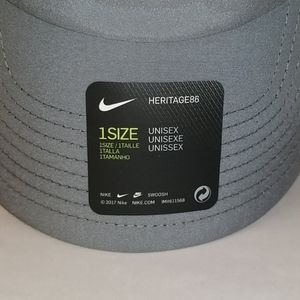 HERITAGE86
1SIZE
1SIZE / 1TAILLE
1TALLA
1TAMANHO
UNISEX
UNISEXE
UNISSEX
NIKE SWOOSH
© 2017 Nike NIKE.COM